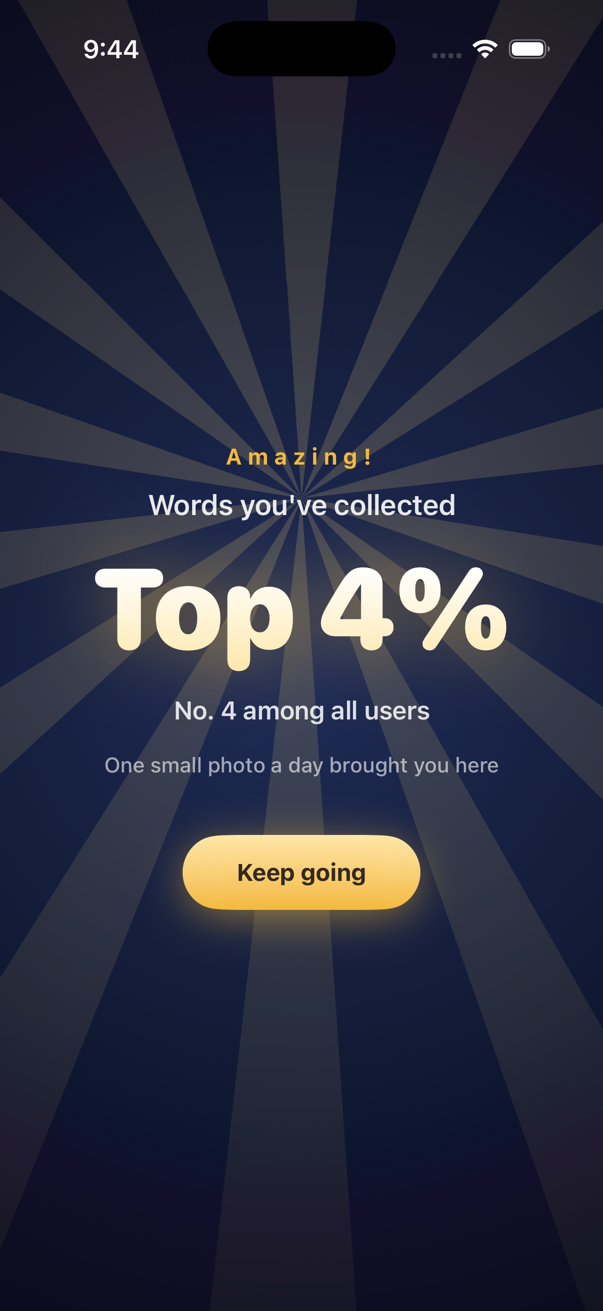 9:44
Amazing!
Words you've collected
Top 4%
No. 4 among all users
One small photo a day brought you here
Keep going